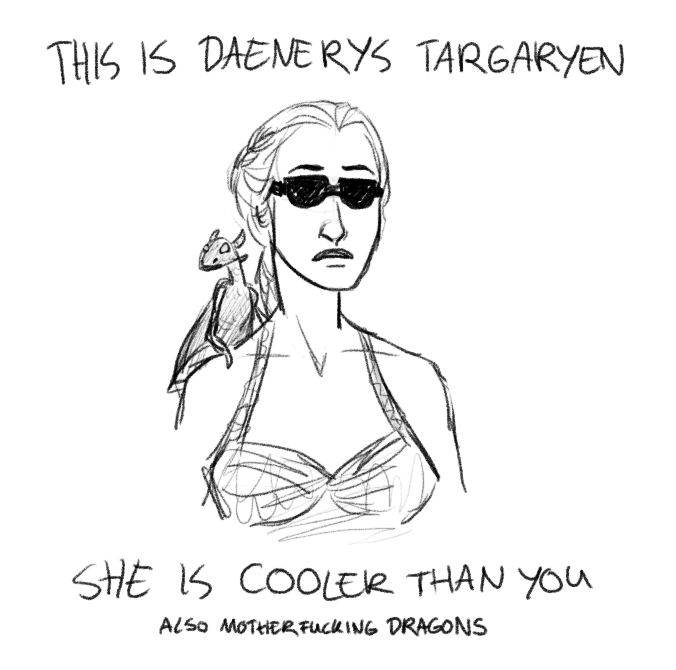 THIS IS DAENERYS TARGARYEN
SHE IS COOLER THAN YOU
ALSO MOTHERFUCKING DRAGONS